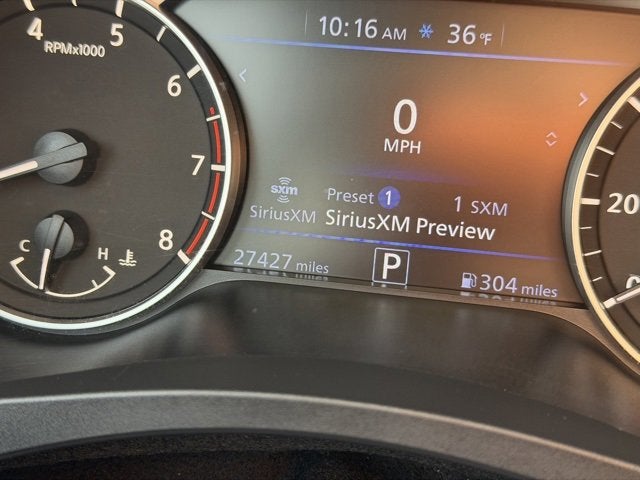 10:16 AM 36 °F
4 5 6 7 8
RPMx1000
0
MPH
sxm
SiriusXM
Preset 1 1 SXM
SiriusXM Preview
C H
27427 miles P 304 miles
20
0